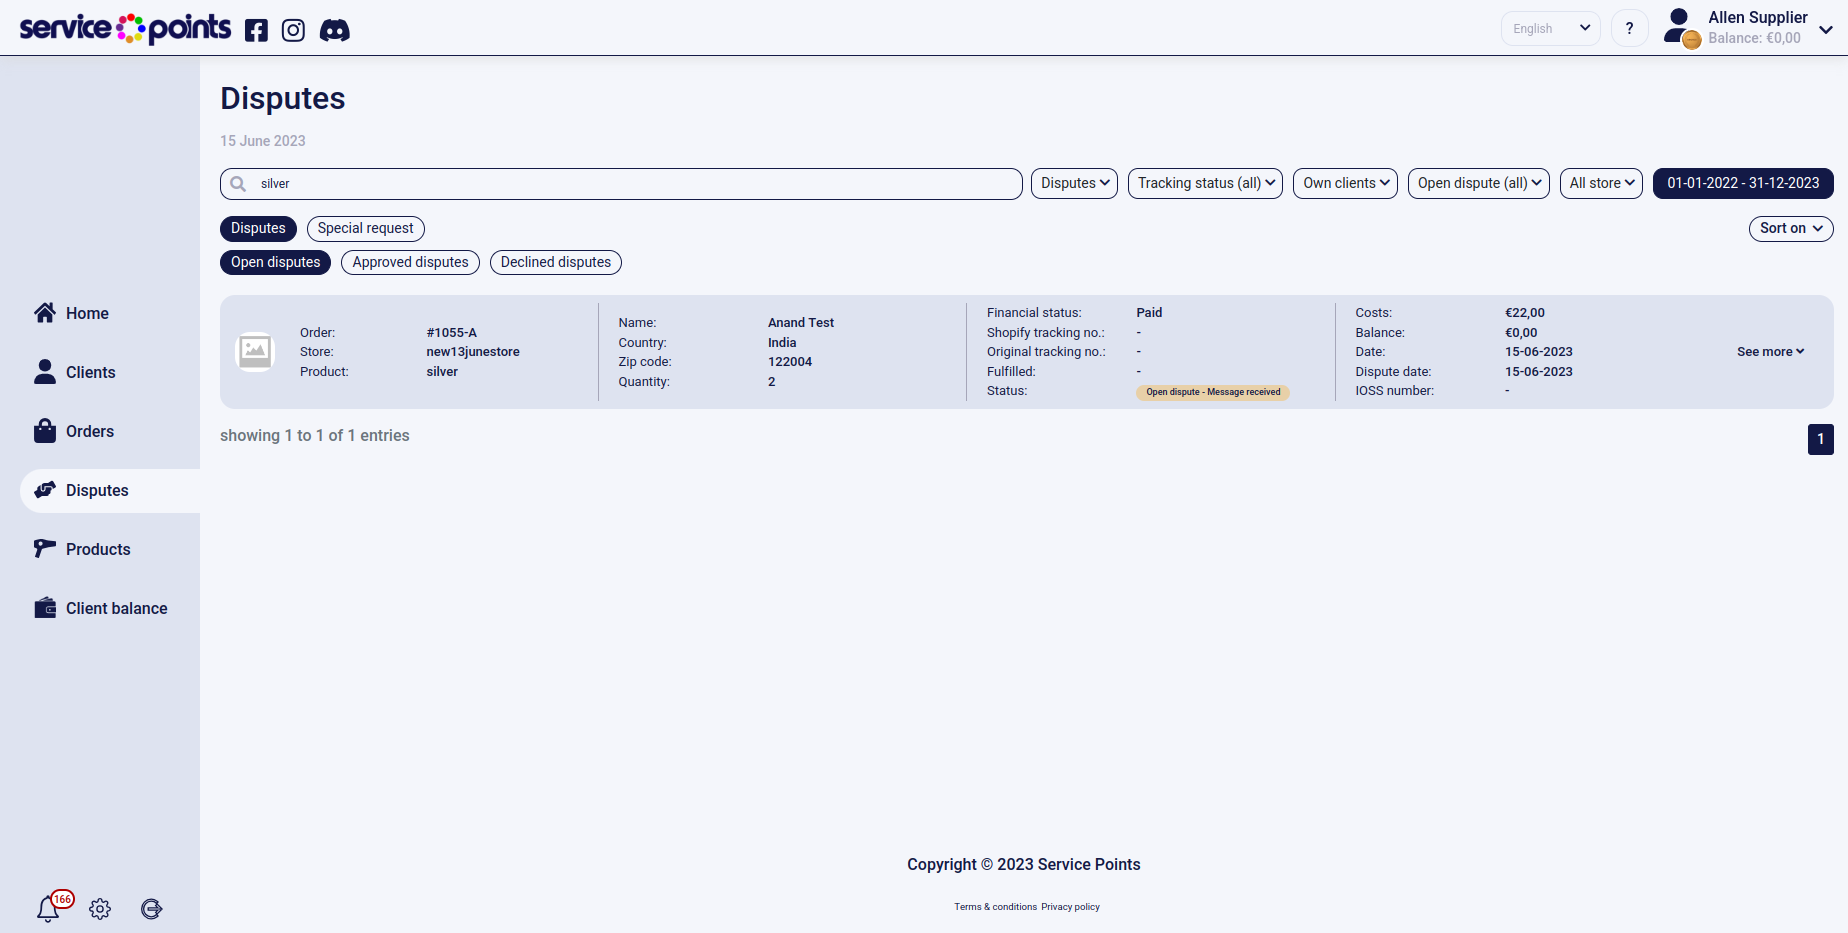 service points
English
?
Allen Supplier
Balance: €0,00
Disputes
15 June 2023
silver
Disputes
Tracking status (all)
Own clients
Open dispute (all)
All store
01-01-2022 - 31-12-2023
Disputes
Special request
Sort on
Open disputes
Approved disputes
Declined disputes
Order: #1055-A
Store: new13junestore
Product: silver
Name: Anand Test
Country: India
Zip code: 122004
Quantity: 2
Financial status: Paid
Shopify tracking no.: -
Original tracking no.: -
Fulfilled: -
Status: Open dispute - Message received
Costs: €22,00
Balance: €0,00
Date: 15-06-2023
Dispute date: 15-06-2023
IOSS number: -
See more
showing 1 to 1 of 1 entries
1
Home
Clients
Orders
Disputes
Products
Client balance
166
Copyright © 2023 Service Points
Terms & conditions Privacy policy